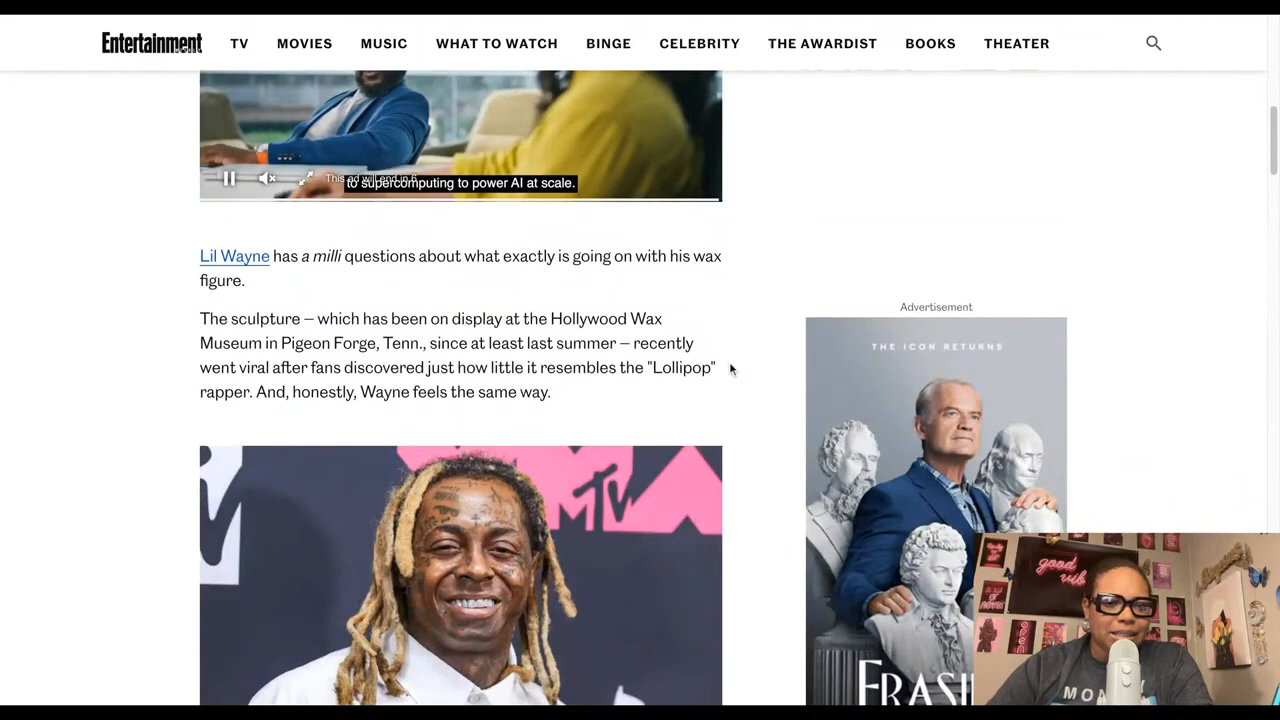 Entertainment
TV
MOVIES
MUSIC
WHAT TO WATCH
BINGE
CELEBRITY
THE AWARDIST
BOOKS
THEATER
This ad will end in 6
to supercomputing to power AI at scale.
Lil Wayne has a milli questions about what exactly is going on with his wax
figure.
The sculpture — which has been on display at the Hollywood Wax
Museum in Pigeon Forge, Tenn., since at least last summer — recently
went viral after fans discovered just how little it resembles the "Lollipop"
rapper. And, honestly, Wayne feels the same way.
MTV
Advertisement
THE ICON RETURNS
FRASI
good
vib
OPEN
MON